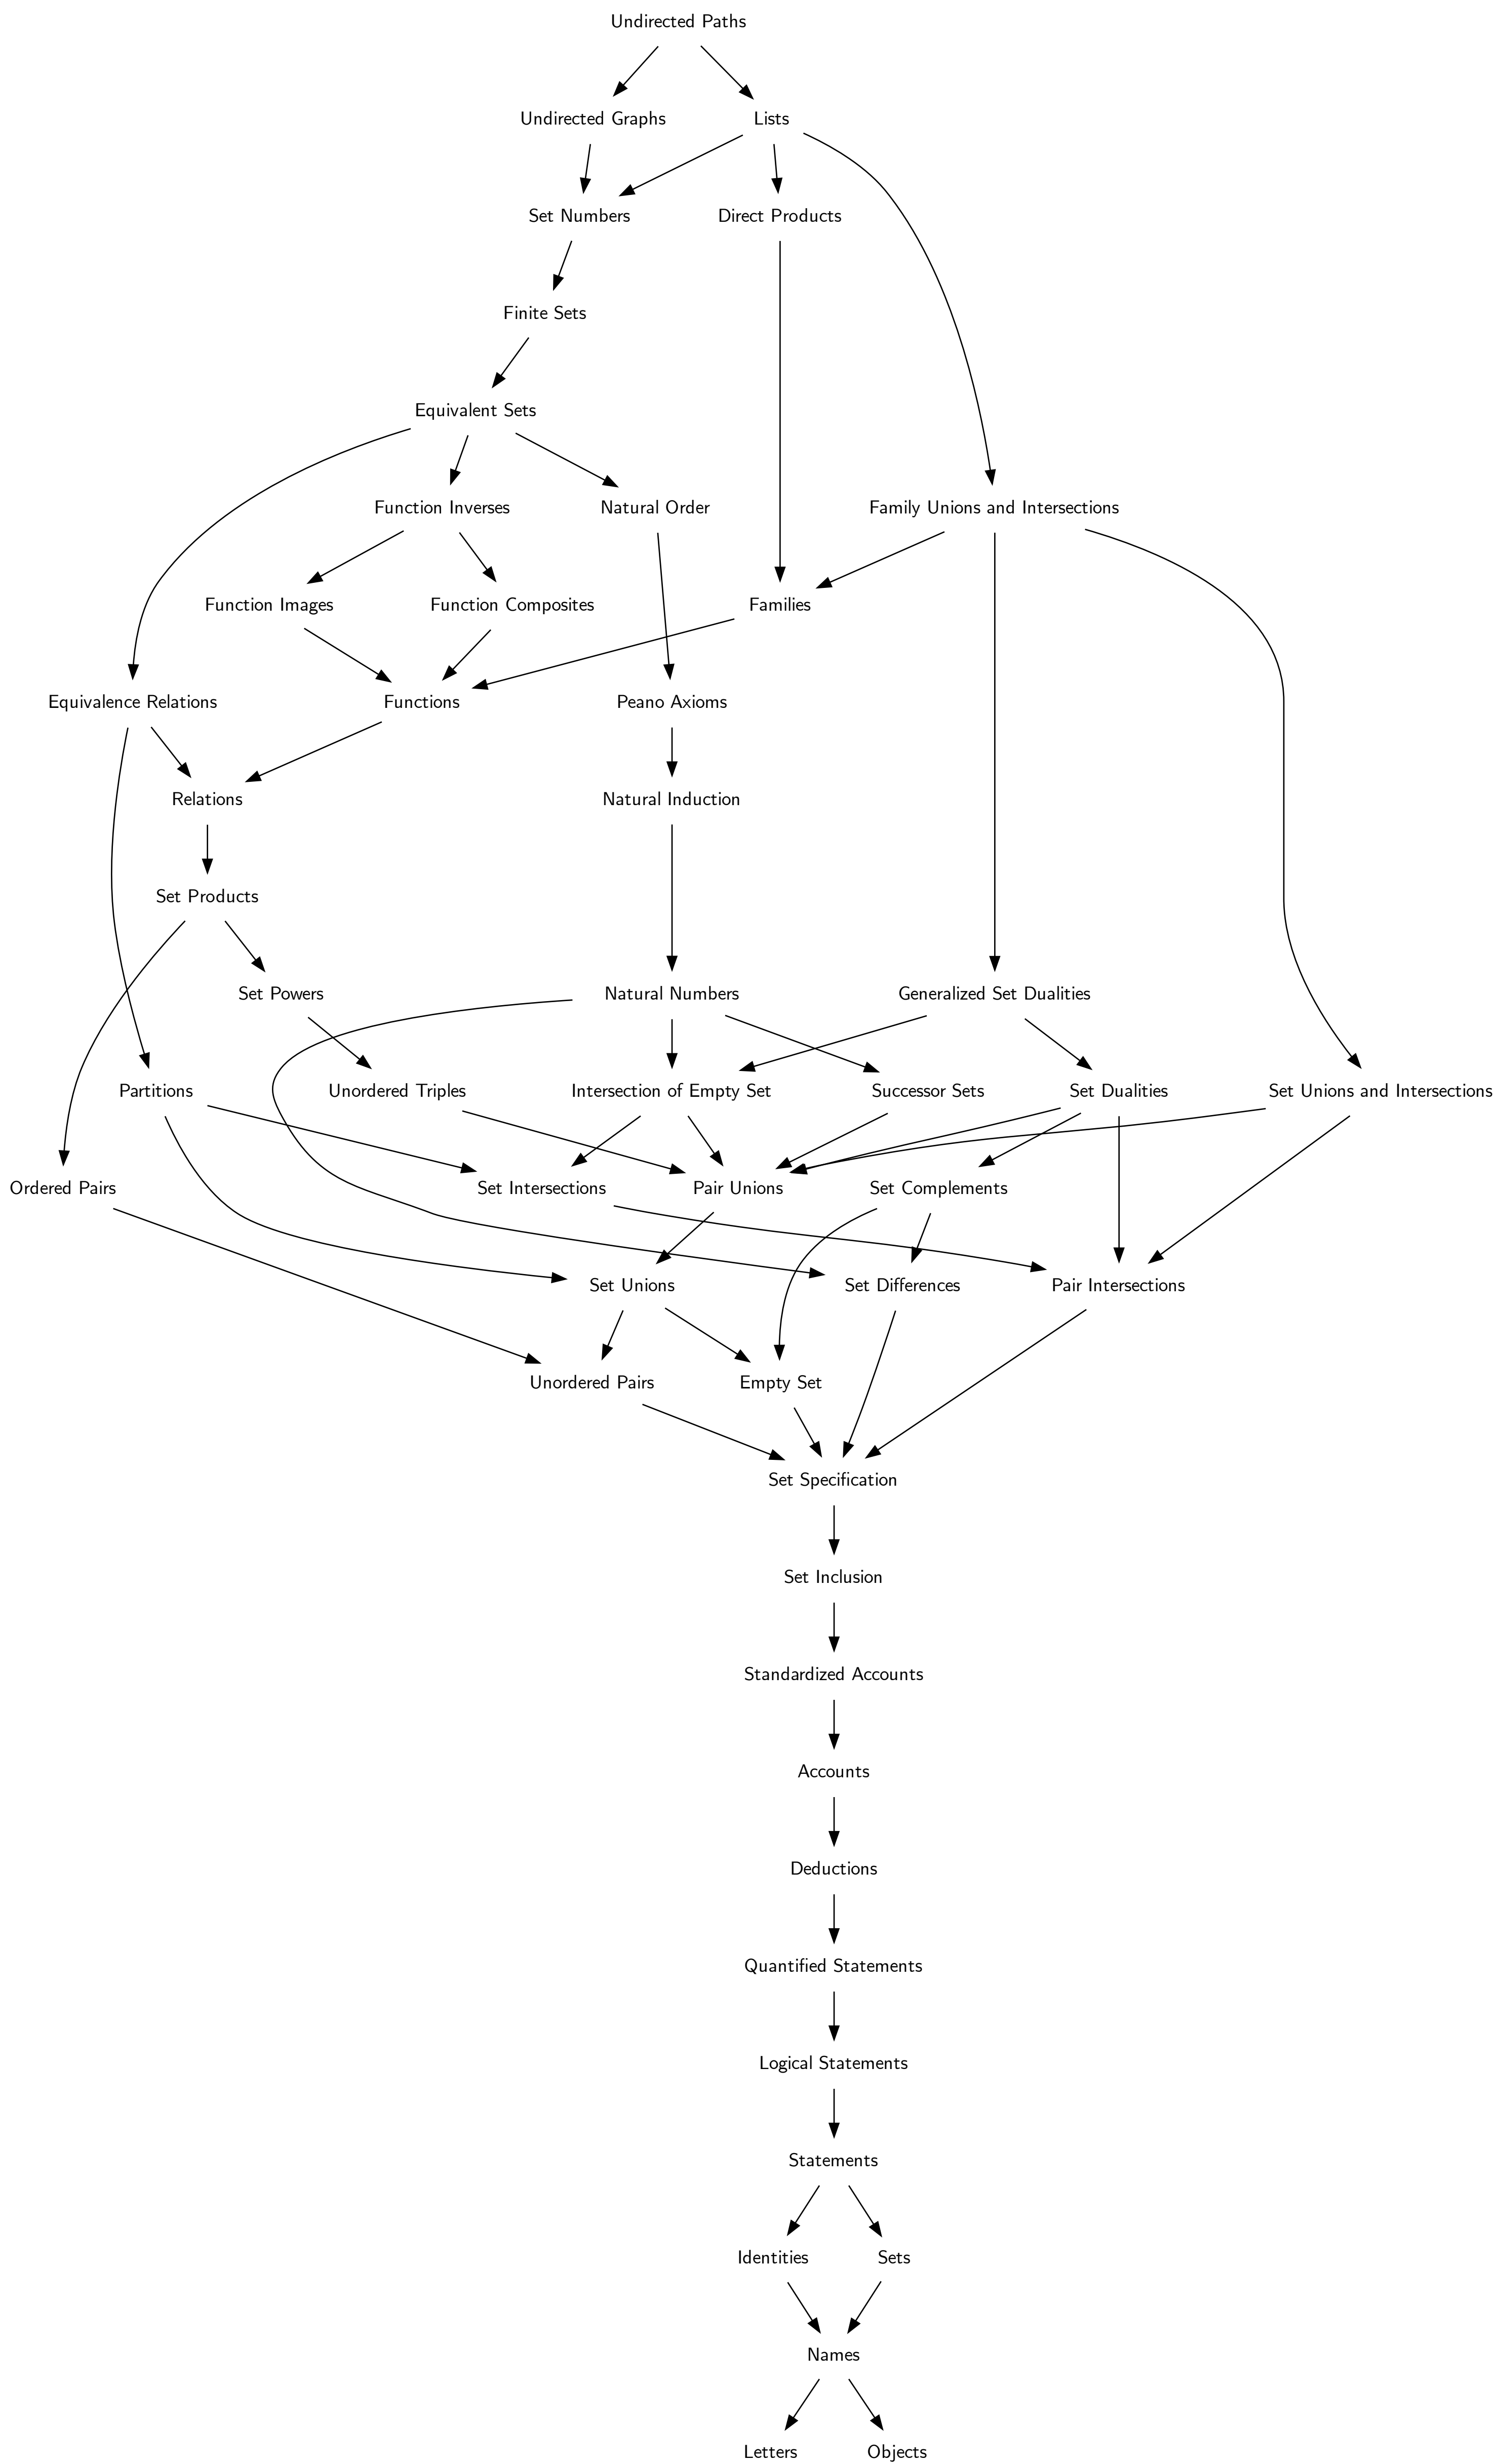 Undirected Paths
Undirected Graphs
Lists
Set Numbers
Direct Products
Finite Sets
Equivalent Sets
Function Inverses
Natural Order
Family Unions and Intersections
Function Images
Function Composites
Families
Equivalence Relations
Functions
Peano Axioms
Relations
Natural Induction
Set Products
Set Powers
Natural Numbers
Generalized Set Dualities
Partitions
Unordered Triples
Intersection of Empty Set
Successor Sets
Set Dualities
Set Unions and Intersections
Ordered Pairs
Set Intersections
Pair Unions
Set Complements
Set Unions
Set Differences
Pair Intersections
Unordered Pairs
Empty Set
Set Specification
Set Inclusion
Standardized Accounts
Accounts
Deductions
Quantified Statements
Logical Statements
Statements
Identities
Sets
Names
Letters
Objects